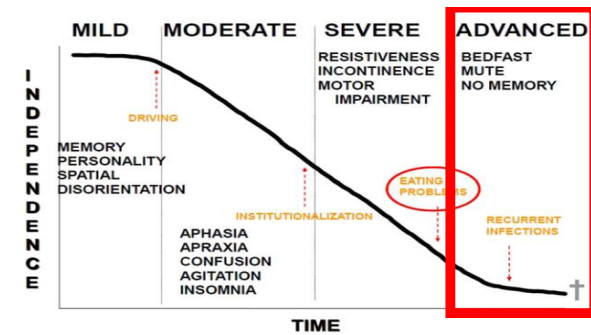 MILD
MODERATE
SEVERE
ADVANCED
INDEPENDENCE
RESISTIVENESS
INCONTINENCE
MOTOR
IMPAIRMENT
BEDFAST
MUTE
NO MEMORY
DRIVING
MEMORY
PERSONALITY
SPATIAL
DISORIENTATION
EATING
PROBLEMS
INSTITUTIONALIZATION
RECURRENT
INFECTIONS
APHASIA
APRAXIA
CONFUSION
AGITATION
INSOMNIA
TIME